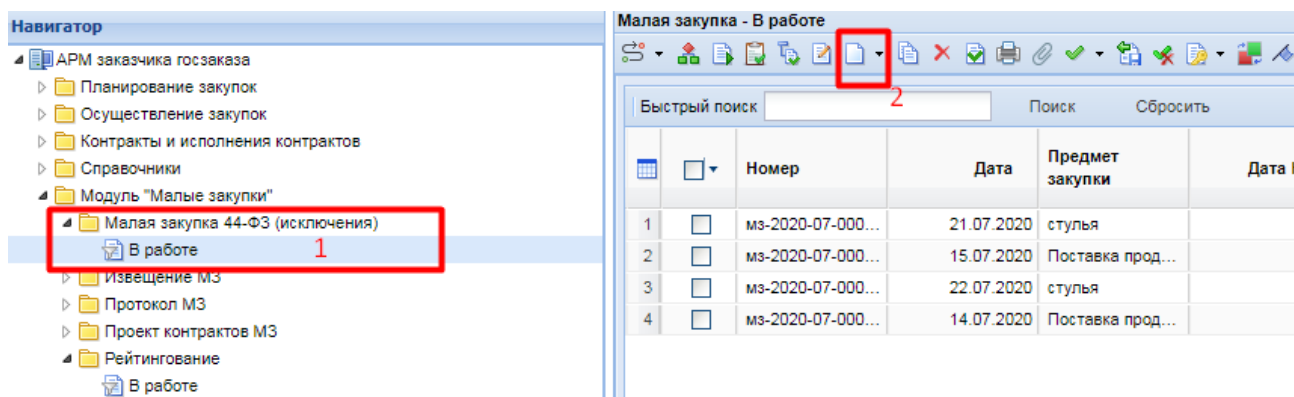 Навигатор
АРМ заказчика госзаказа
Планирование закупок
Осуществление закупок
Контракты и исполнения контрактов
Справочники
Модуль "Малые закупки"
Малая закупка 44-ФЗ (исключения)
В работе 1
Извещение МЗ
Протокол МЗ
Проект контрактов МЗ
Рейтингование
В работе
Малая закупка - В работе
2
Быстрый поиск Поиск Сбросить
Номер Дата Предмет закупки Дата
1 мз-2020-07-000... 21.07.2020 стулья
2 мз-2020-07-000... 15.07.2020 Поставка прод...
3 мз-2020-07-000... 22.07.2020 стулья
4 мз-2020-07-000... 14.07.2020 Поставка прод...